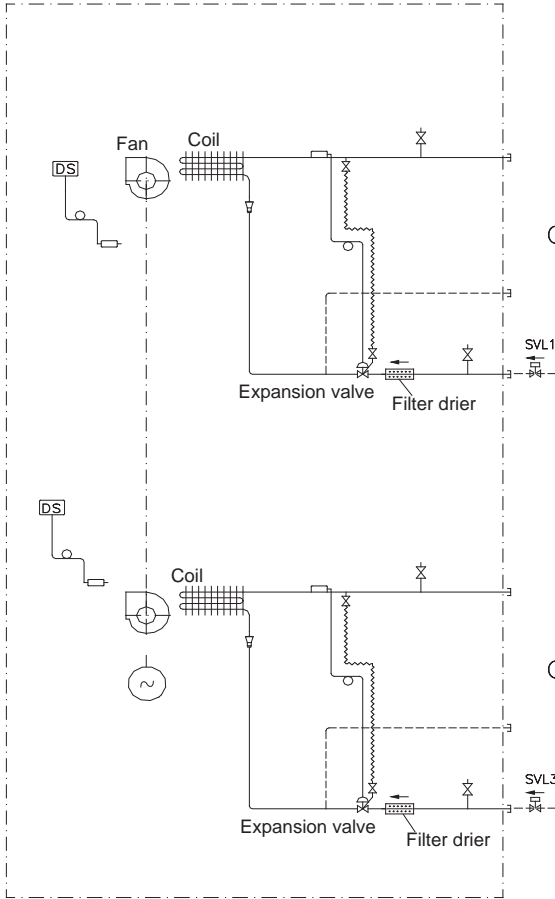 Fan
Coil
DS
SVL1
Expansion valve
Filter drier
DS
Coil
SVL3
Expansion valve
Filter drier